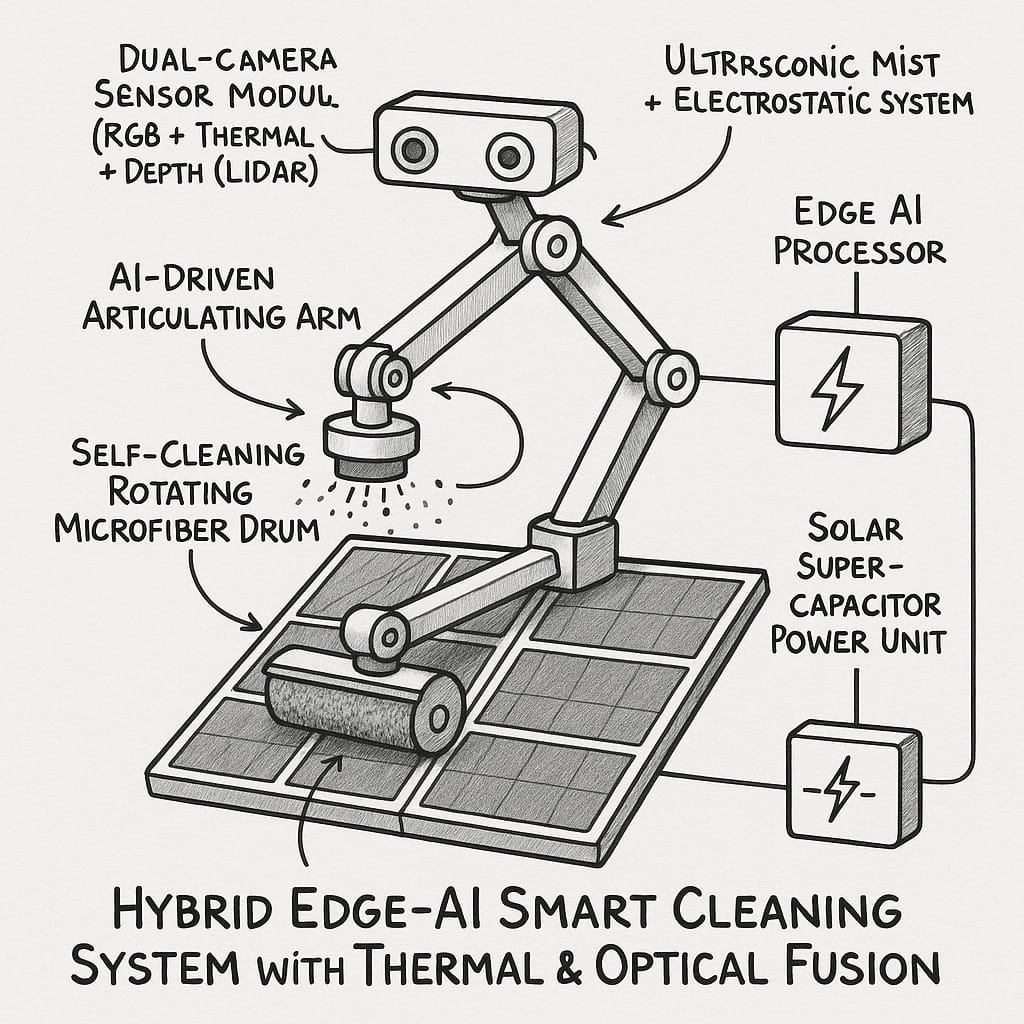 DUAL-CAMERA
SENSOR MODUL
(RGB + THERMAL
+ DEPTH (LIDAR)
ULTRRSCONIC MIST
+ ELECTROSTATIC SYSTEM
EDGE AI
PROCESSOR
AI-DRIVEN
ARTICULATING ARM
SELF-CLEANING
ROTATING
MICROFIBER DRUM
SOLAR
SUPER-
CAPACITOR
POWER UNIT
HYBRID EDGE-AI SMART CLEANING
SYSTEM WITH THERMAL & OPTICAL FUSION